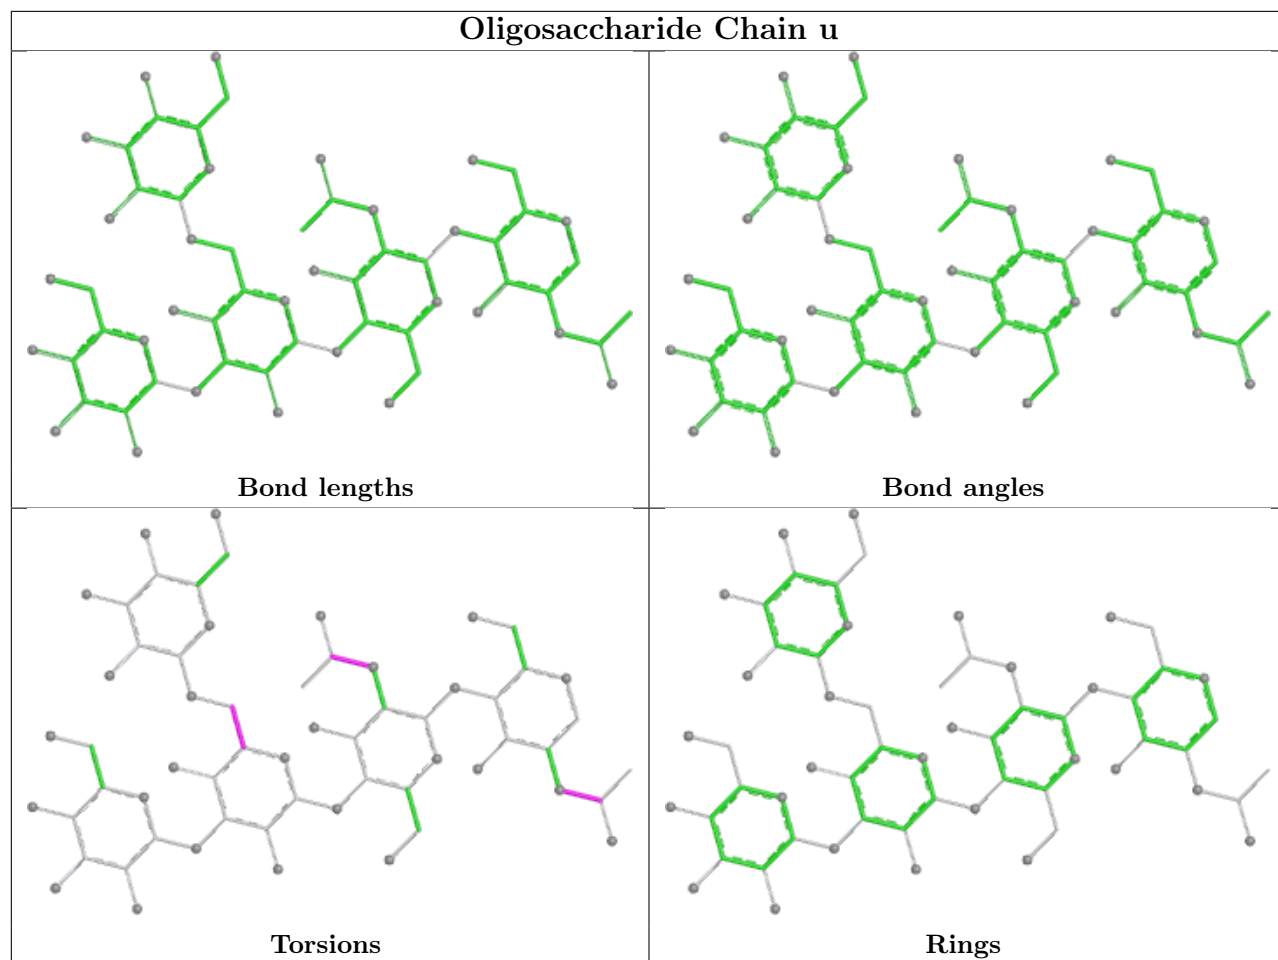 Oligosaccharide Chain u
Bond lengths
Bond angles
Torsions
Rings